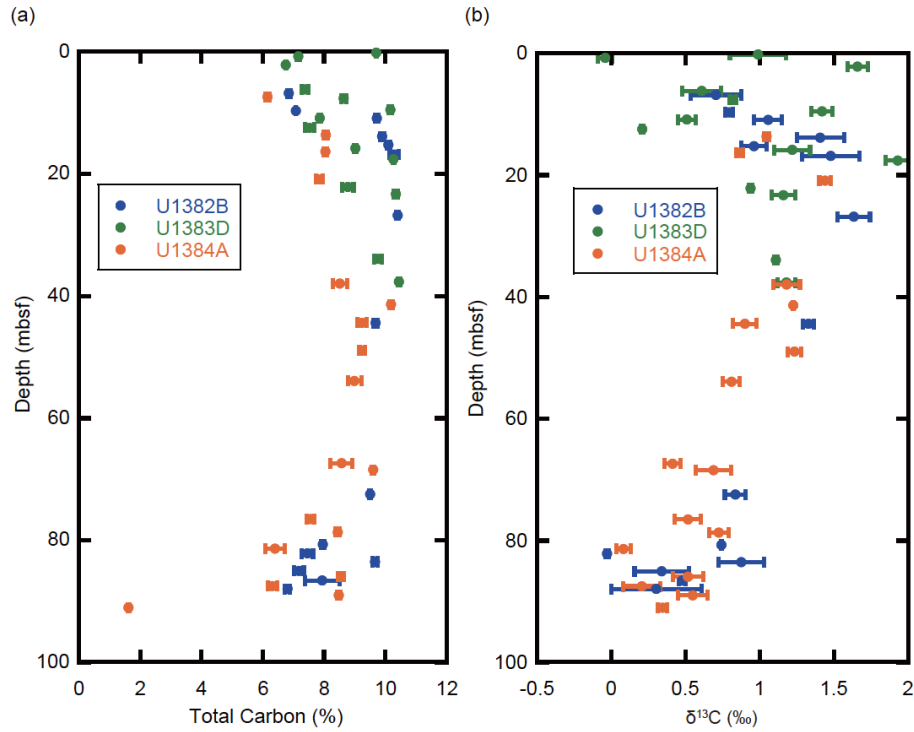 (a)
0
20
40
60
80
100
Depth (mbsf)
U1382B
U1383D
U1384A
0 2 4 6 8 10 12
Total Carbon (%)
(b)
0
20
40
60
80
100
Depth (mbsf)
U1382B
U1383D
U1384A
-0.5 0 0.5 1 1.5 2
δ¹³C (‰)